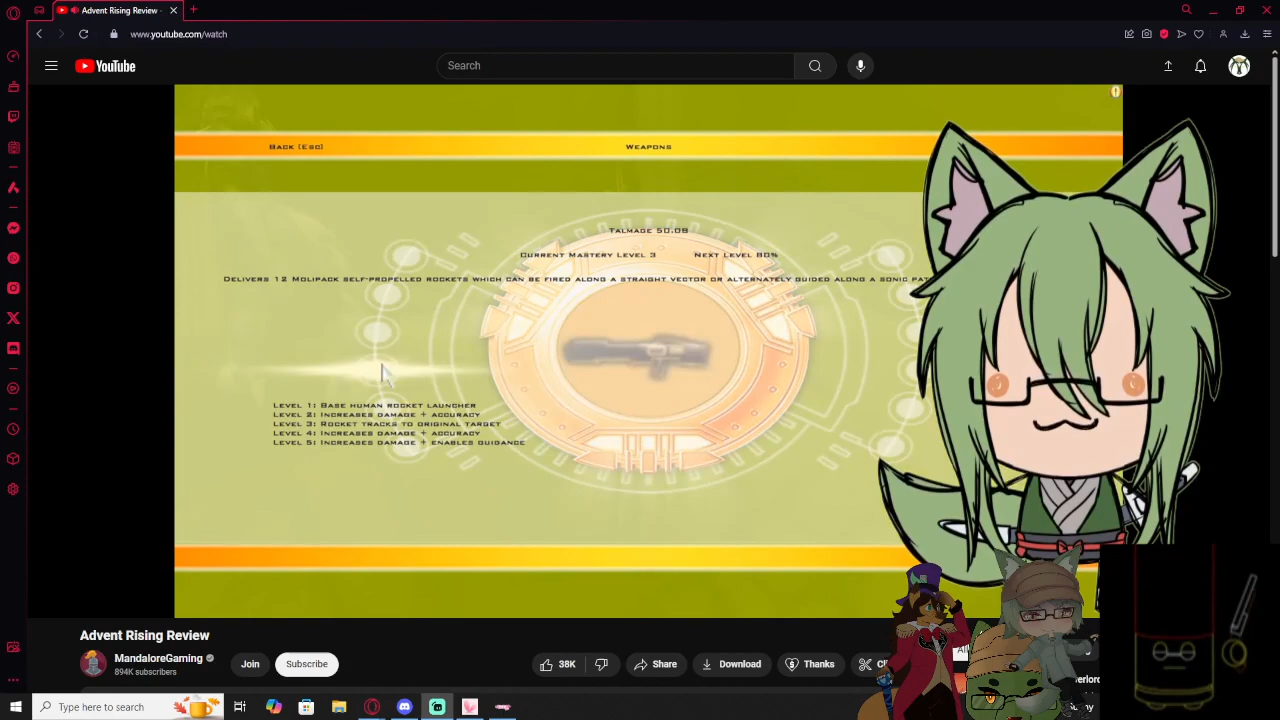 Advent Rising Review -
www.youtube.com/watch
YouTube
Search
Back (Esc)
Weapons
Talmage 50.08
Current Mastery Level 3 Next Level 80%
Delivers 12 Molipack self-propelled rockets which can be fired along a straight vector or alternately guided along a sonic
Level 1: Base human rocket launcher
Level 2: Increases damage + accuracy
Level 3: Rocket tracks to original target
Level 4: Increases damage + accuracy
Level 5: Increases damage + enables guidance
Advent Rising Review
MandaloreGaming
894K subscribers
Join
Subscribe
38K
Share
Download
Thanks
Type here to search